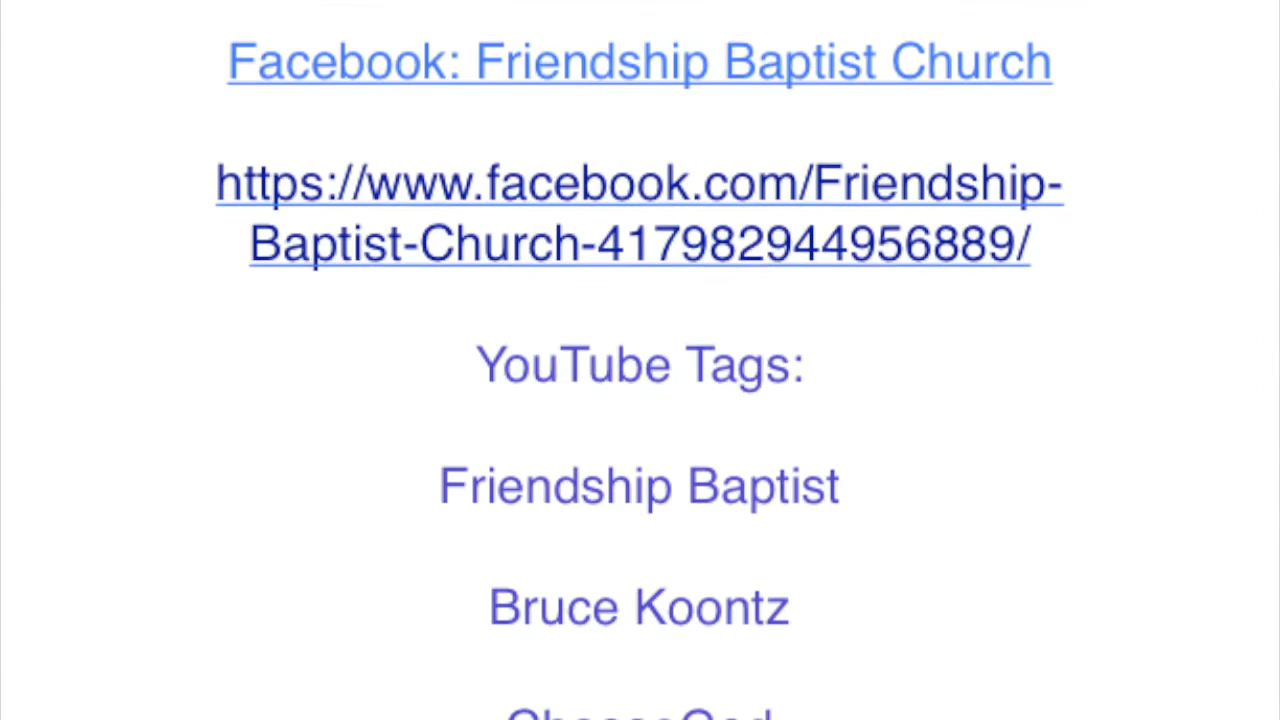 Facebook: Friendship Baptist Church
https://www.facebook.com/Friendship-
Baptist-Church-417982944956889/
YouTube Tags:
Friendship Baptist
Bruce Koontz